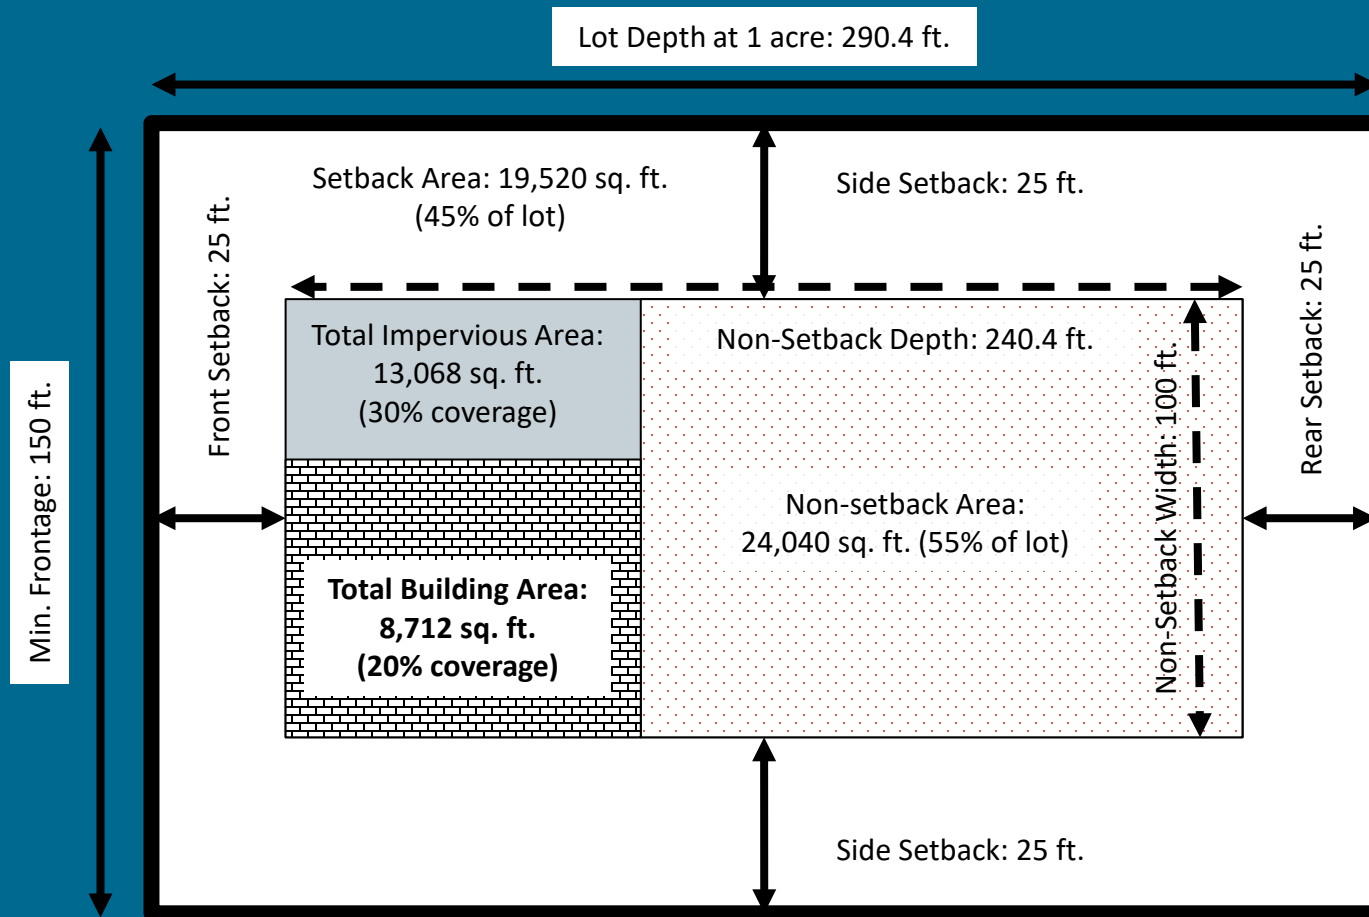 Lot Depth at 1 acre: 290.4 ft.
Setback Area: 19,520 sq. ft.
(45% of lot)
Side Setback: 25 ft.
Front Setback: 25 ft.
Rear Setback: 25 ft.
Min. Frontage: 150 ft.
Total Impervious Area:
13,068 sq. ft.
(30% coverage)
Non-Setback Depth: 240.4 ft.
Non-Setback Width: 100 ft.
Non-setback Area:
24,040 sq. ft. (55% of lot)
Total Building Area:
8,712 sq. ft.
(20% coverage)
Side Setback: 25 ft.